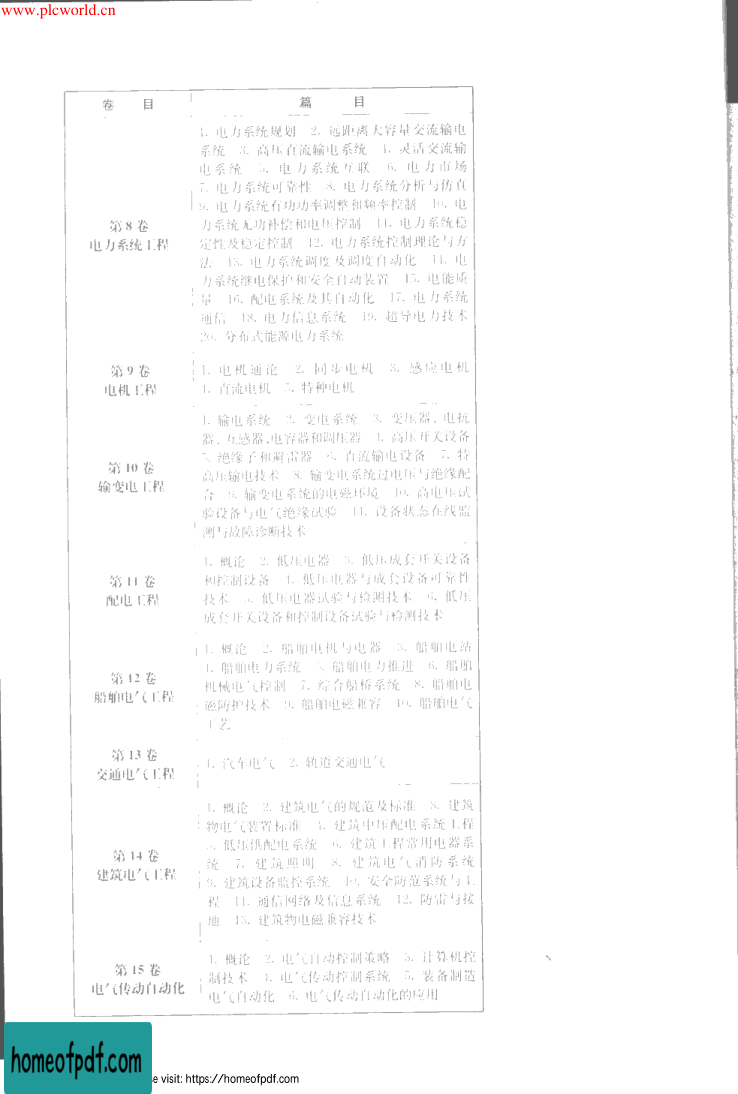 www.plcworld.cn
卷 目
篇 目
第 8 卷
电力系统工程
1. 电力系统规划 2. 远距离大容量交流输电
系统 3. 高压直流输电系统 4. 灵活交流输
电系统 5. 电力系统互联 6. 电力市场
7. 电力系统可靠性 8. 电力系统分析与仿真
9. 电力系统有功功率调整和频率控制 10. 电
力系统无功补偿和电压控制 11. 电力系统稳
定性及稳定控制 12. 电力系统控制理论与方
法 13. 电力系统调度及调度自动化 14. 电
力系统继电保护和安全自动装置 15. 电能质
量 16. 配电系统及其自动化 17. 电力系统
通信 18. 电力信息系统 19. 超导电力技术
20. 分布式能源电力系统
第 9 卷
电机工程
1. 电机通论 2. 同步电机 3. 感应电机
4. 直流电机 5. 特种电机
第 10 卷
输变电工程
1. 输电系统 2. 变电系统 3. 变压器、电抗
器、互感器、电容器和调压器 4. 高压开关设备
5. 绝缘子和避雷器 6. 直流输电设备 7. 特
高压输电技术 8. 输变电系统过电压与绝缘配
合 9. 输变电系统的电磁环境 10. 高电压试
验设备与电气绝缘试验 11. 设备状态在线监
测与故障诊断技术
第 11 卷
配电工程
1. 概论 2. 低压电器 3. 低压成套开关设备
和控制设备 4. 低压电器与成套设备可靠性
技术 5. 低压电器试验与检测技术 6. 低压
成套开关设备和控制设备试验与检测技术
第 12 卷
船舶电气工程
1. 概论 2. 船舶电机与电器 3. 船舶电站
4. 船舶电力系统 5. 船舶电力推进 6. 船舶
机械电气控制 7. 综合船桥系统 8. 船舶电
磁防护技术 9. 船舶电磁兼容 10. 船舶电气
工艺
第 13 卷
交通电气工程
1. 汽车电气 2. 轨道交通电气
第 14 卷
建筑电气工程
1. 概论 2. 建筑电气的规范及标准 3. 建筑
物电气装置标准 4. 建筑中压配电系统工程
5. 低压供配电系统 6. 建筑工程常用电器系
统 7. 建筑照明 8. 建筑电气消防系统
9. 建筑设备监控系统 10. 安全防范系统与工
程 11. 通信网络及信息系统 12. 防雷与接
地 13. 建筑物电磁兼容技术
第 15 卷
电气传动自动化
1. 概论 2. 电气自动控制策略 3. 计算机控
制技术 4. 电气传动控制系统 5. 装备制造
电气自动化 6. 电气传动自动化的应用
homeofpdf.com
se visit: https://homeofpdf.com